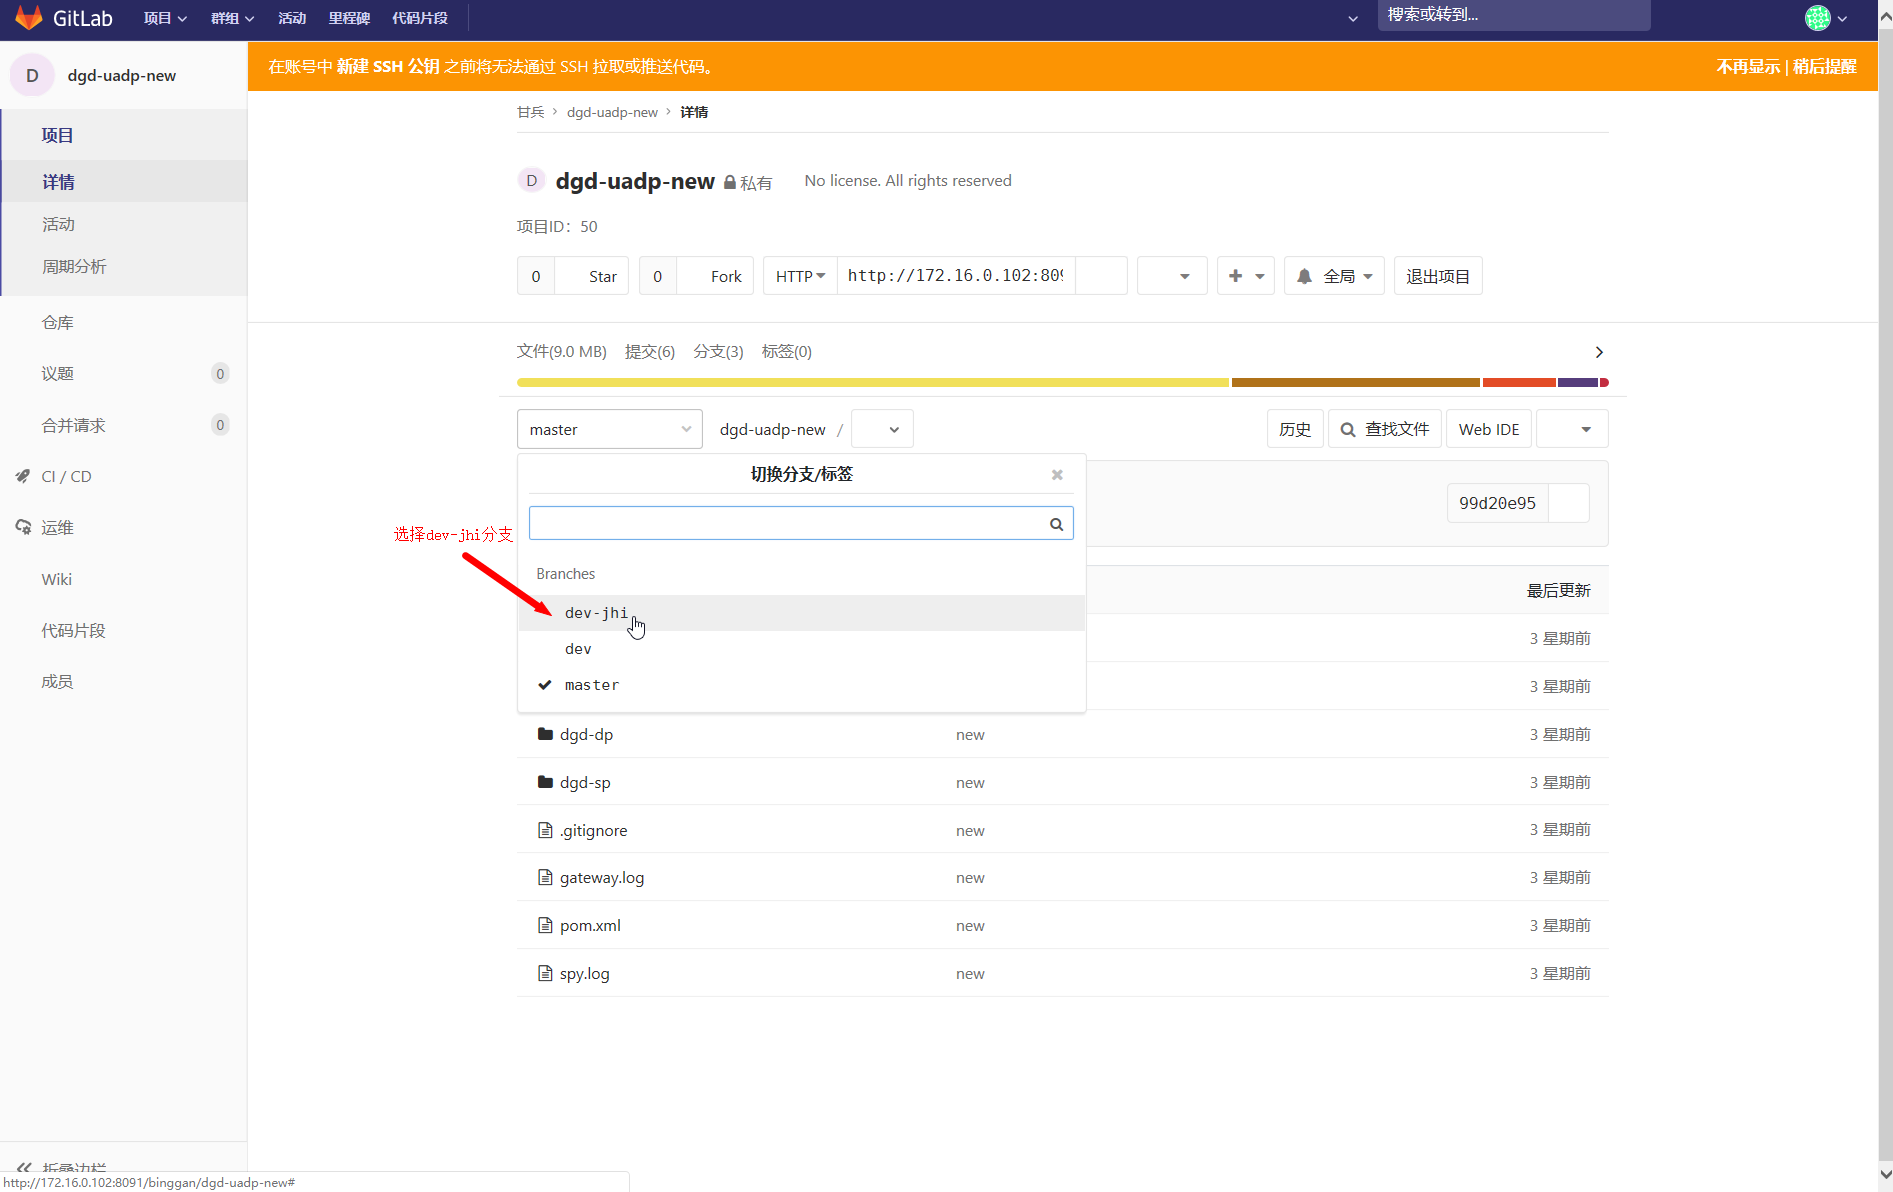 GitLab 项目 群组 活动 里程碑 代码片段 搜索或转到...
D dgd-uadp-new
在账号中 新建 SSH 公钥 之前将无法通过 SSH 拉取或推送代码。 不再显示 | 稍后提醒
甘兵 > dgd-uadp-new > 详情
项目
详情
活动
周期分析
仓库
议题 0
合并请求 0
CI / CD
运维
Wiki
代码片段
成员
D dgd-uadp-new 私有 No license. All rights reserved
项目ID: 50
0 Star 0 Fork HTTP http://172.16.0.102:809 全局 退出项目
文件(9.0 MB) 提交(6) 分支(3) 标签(0)
master dgd-uadp-new / 历史 查找文件 Web IDE
切换分支/标签
99d20e95
选择dev-jhi分支
Branches
最后更新
dev-jhi
3 星期前
dev
master
3 星期前
dgd-dp new 3 星期前
dgd-sp new 3 星期前
.gitignore new 3 星期前
gateway.log new 3 星期前
pom.xml new 3 星期前
spy.log new 3 星期前
折叠边栏
http://172.16.0.102:8091/binggan/dgd-uadp-new#